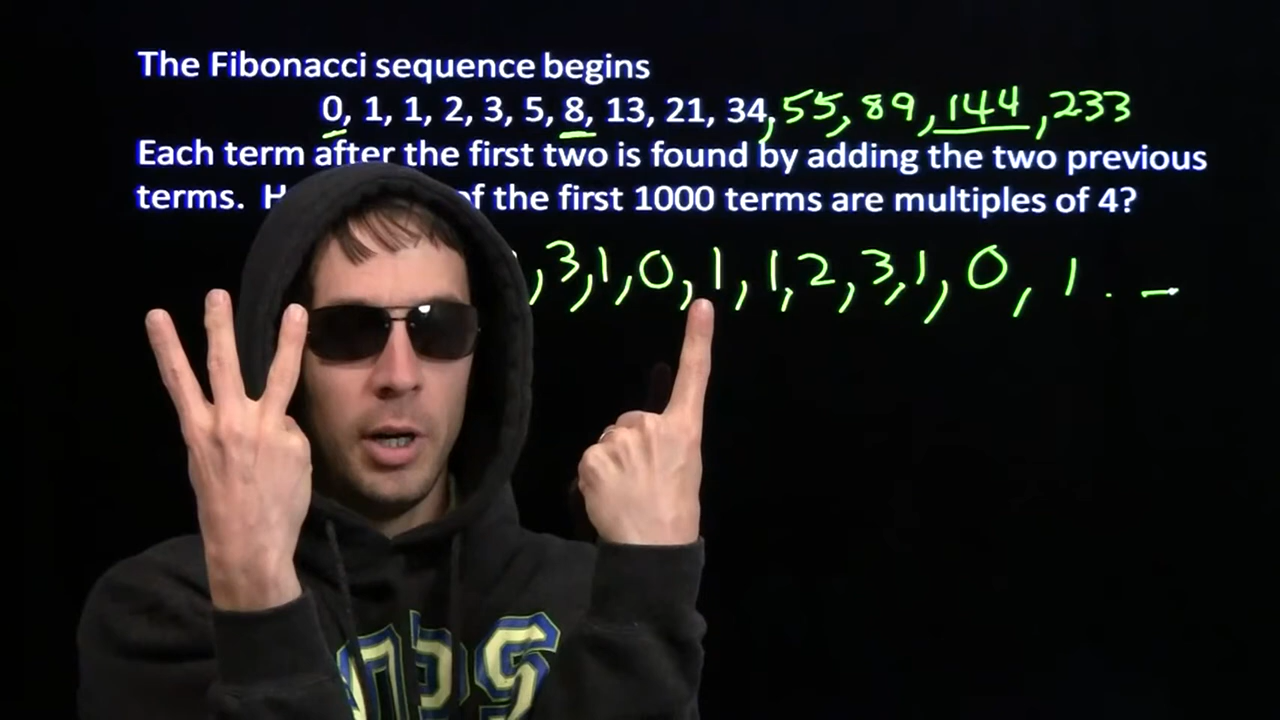 The Fibonacci sequence begins
0, 1, 1, 2, 3, 5, 8, 13, 21, 34, 55, 89, 144, 233
Each term after the first two is found by adding the two previous
terms. of the first 1000 terms are multiples of 4?
, 3, 1, 0, 1, 1, 2, 3, 1, 0, 1 . _